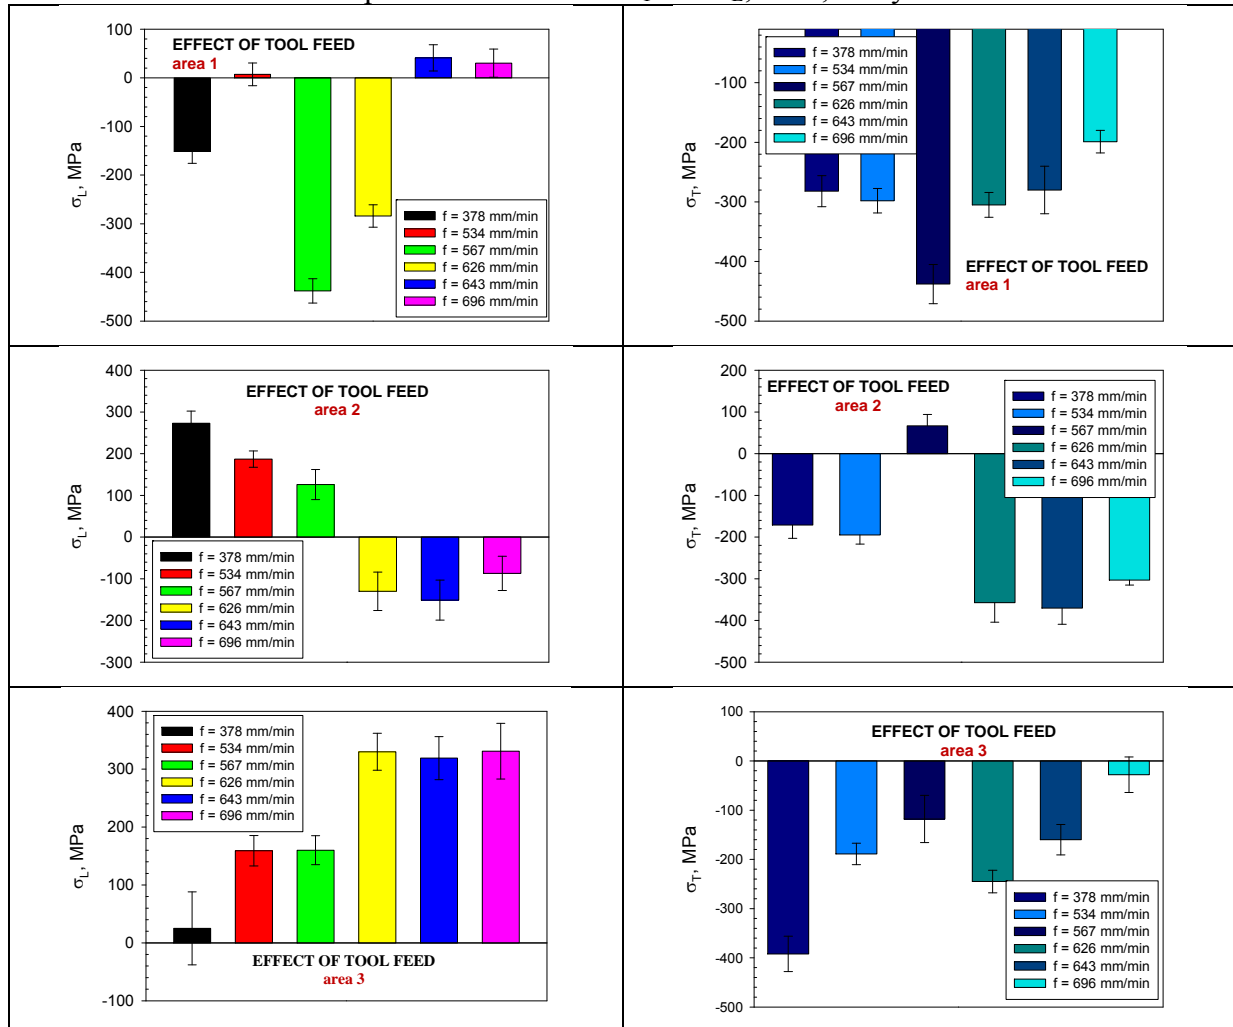 100
0
-100
-200
-300
-400
-500
σL, MPa
EFFECT OF TOOL FEED
area 1
f = 378 mm/min
f = 534 mm/min
f = 567 mm/min
f = 626 mm/min
f = 643 mm/min
f = 696 mm/min
-100
-200
-300
-400
-500
σT, MPa
f = 378 mm/min
f = 534 mm/min
f = 567 mm/min
f = 626 mm/min
f = 643 mm/min
f = 696 mm/min
EFFECT OF TOOL FEED
area 1
400
300
200
100
0
-100
-200
-300
σL, MPa
EFFECT OF TOOL FEED
area 2
f = 378 mm/min
f = 534 mm/min
f = 567 mm/min
f = 626 mm/min
f = 643 mm/min
f = 696 mm/min
200
100
0
-100
-200
-300
-400
-500
σT, MPa
EFFECT OF TOOL FEED
area 2
f = 378 mm/min
f = 534 mm/min
f = 567 mm/min
f = 626 mm/min
f = 643 mm/min
f = 696 mm/min
400
300
200
100
0
-100
σL, MPa
f = 378 mm/min
f = 534 mm/min
f = 567 mm/min
f = 626 mm/min
f = 643 mm/min
f = 696 mm/min
EFFECT OF TOOL FEED
area 3
100
0
-100
-200
-300
-400
-500
σT, MPa
EFFECT OF TOOL FEED
area 3
f = 378 mm/min
f = 534 mm/min
f = 567 mm/min
f = 626 mm/min
f = 643 mm/min
f = 696 mm/min